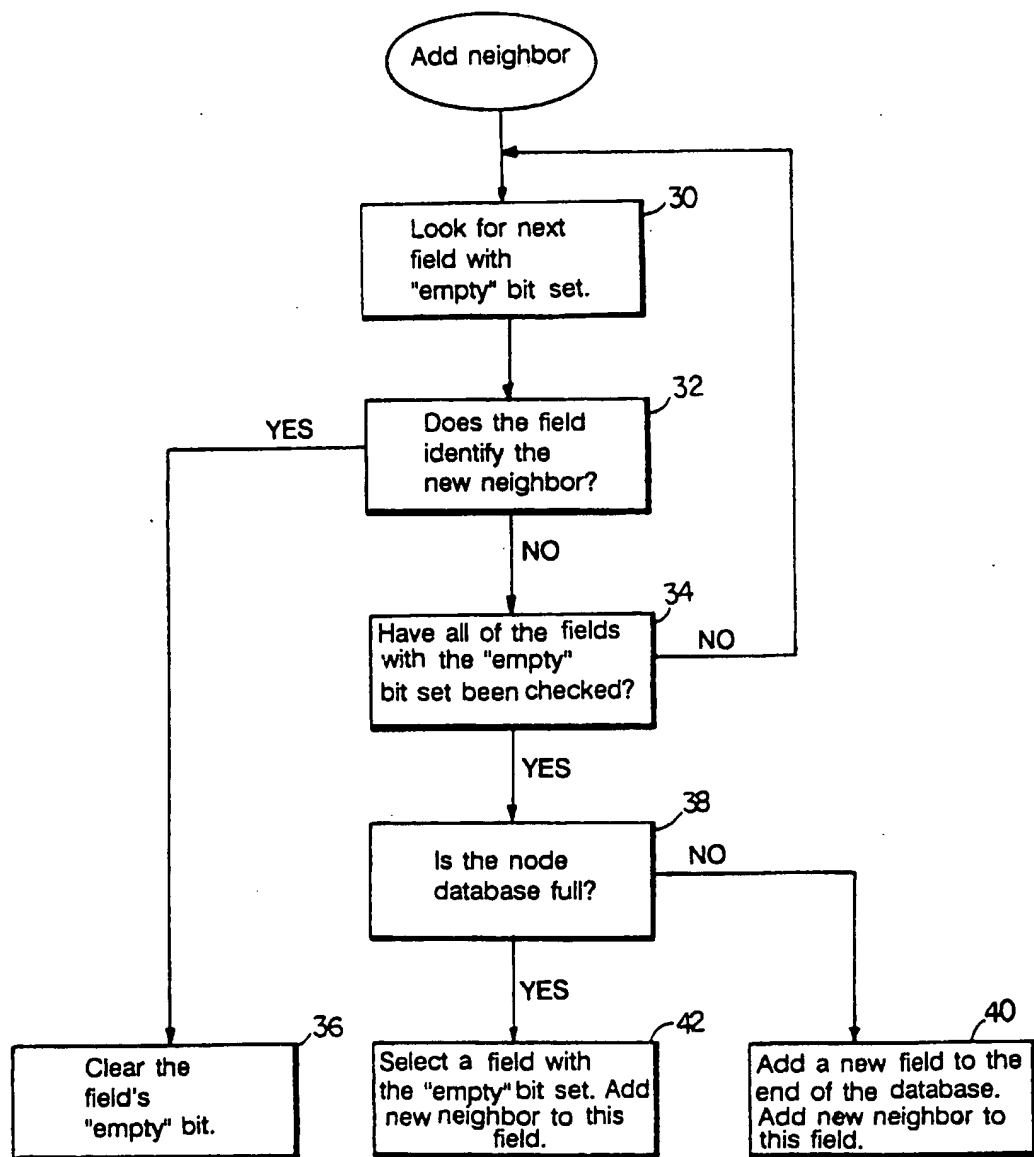 Add neighbor
30
Look for next
field with
"empty" bit set.
32
YES
Does the field
identify the
new neighbor?
NO
34
Have all of the fields
with the "empty"
bit set been checked?
NO
YES
38
Is the node
database full?
NO
YES
36
Clear the
field's
"empty" bit.
42
Select a field with
the "empty" bit set. Add
new neighbor to this
field.
40
Add a new field to the
end of the database.
Add new neighbor to
this field.